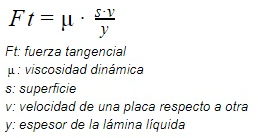 Ft = μ · s·v/y
Ft: fuerza tangencial
μ: viscosidad dinámica
s: superficie
v: velocidad de una placa respecto a otra
y: espesor de la lámina líquida